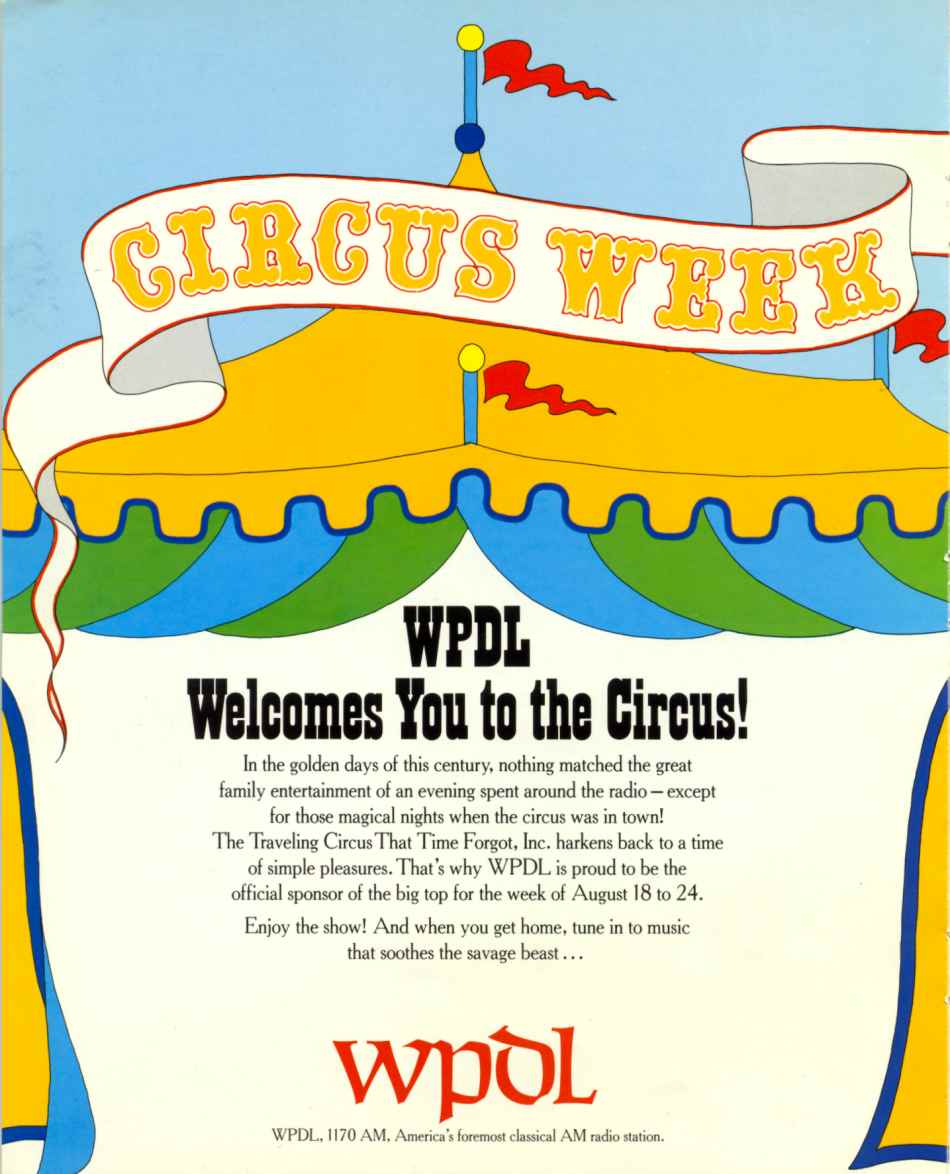 CIRCUS WEEK
WPDL
Welcomes You to the Circus!
In the golden days of this century, nothing matched the great
family entertainment of an evening spent around the radio — except
for those magical nights when the circus was in town!
The Traveling Circus That Time Forgot, Inc. harkens back to a time
of simple pleasures. That's why WPDL is proud to be the
official sponsor of the big top for the week of August 18 to 24.
Enjoy the show! And when you get home, tune in to music
that soothes the savage beast . . .
wpdl
WPDL, 1170 AM, America's foremost classical AM radio station.